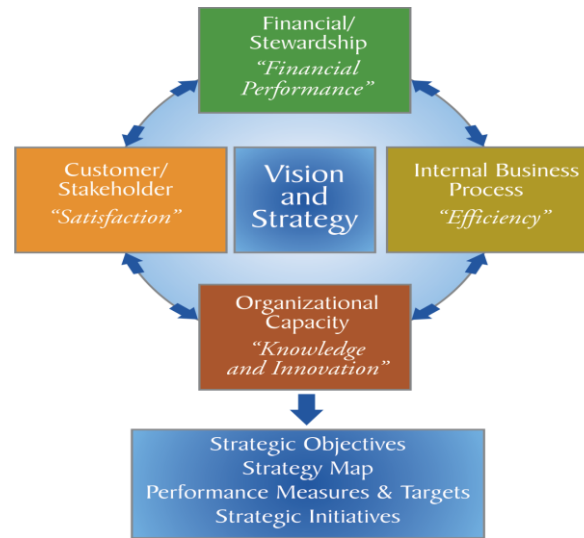 Financial/
Stewardship
“Financial
Performance”
Customer/
Stakeholder
“Satisfaction”
Vision
and
Strategy
Internal Business
Process
“Efficiency”
Organizational
Capacity
“Knowledge
and Innovation”
Strategic Objectives
Strategy Map
Performance Measures & Targets
Strategic Initiatives